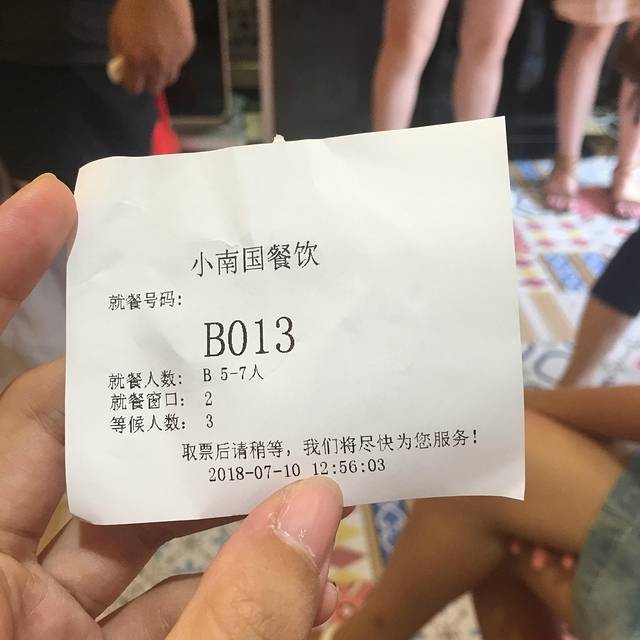 小南国餐饮
就餐号码:
B013
就餐人数: B 5-7人
就餐窗口: 2
等候人数: 3
取票后请稍等，我们将尽快为您服务!
2018-07-10 12:56:03